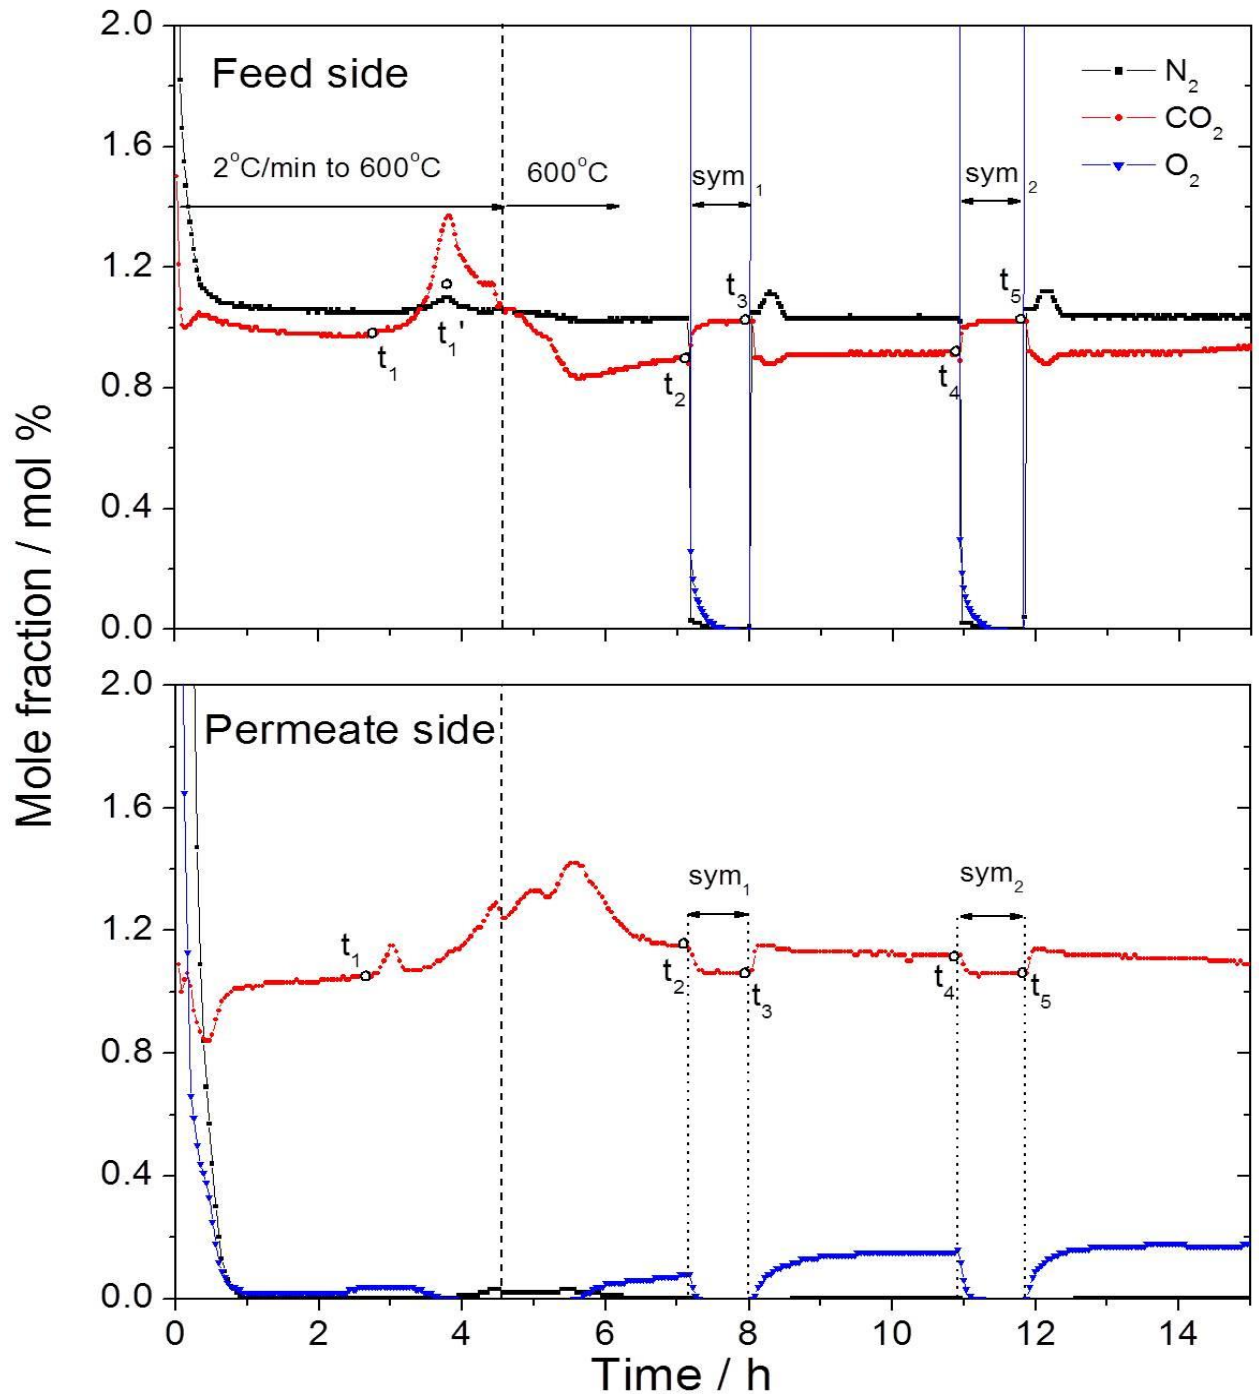 Mole fraction / mol %
2.0
1.6
1.2
0.8
0.4
0.0
Feed side
2°C/min to 600°C
600°C
sym₁
sym₂
N₂
CO₂
O₂
t₁
t₁'
t₂
t₃
t₄
t₅
2.0
1.6
1.2
0.8
0.4
0.0
Permeate side
sym₁
sym₂
t₁
t₂
t₃
t₄
t₅
0 2 4 6 8 10 12 14
Time / h